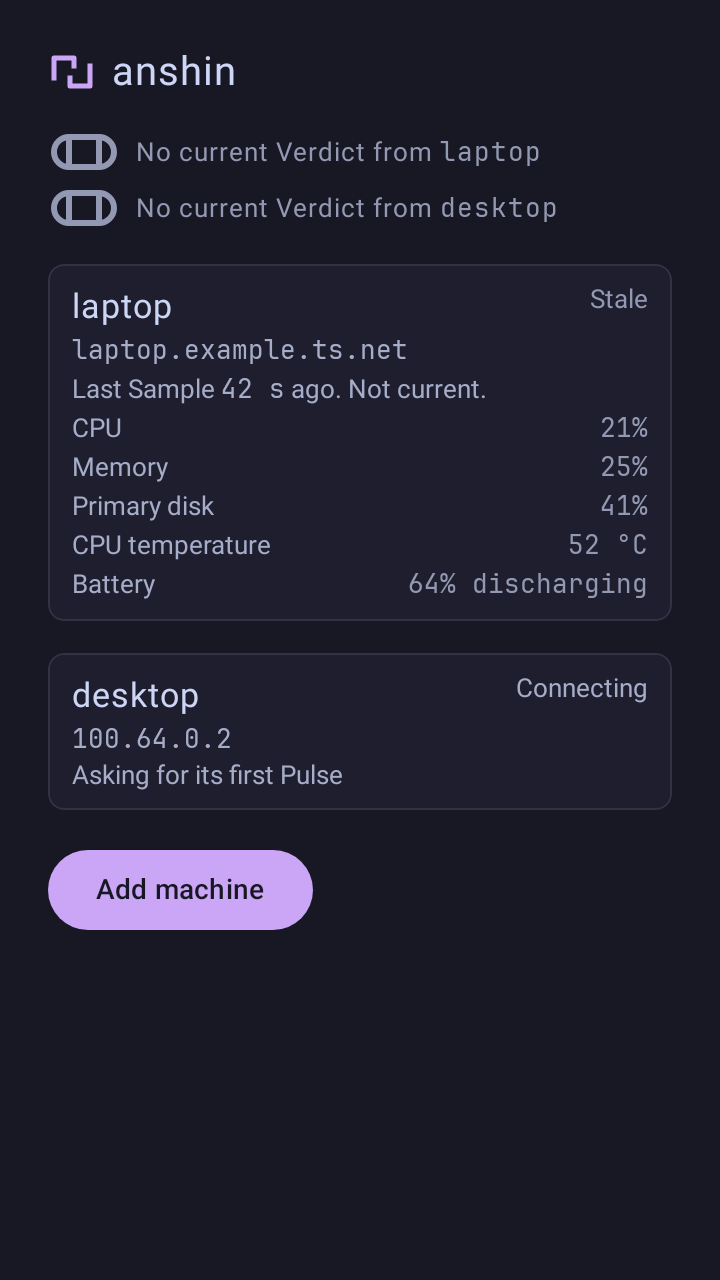 anshin
No current Verdict from laptop
No current Verdict from desktop
laptop Stale
laptop.example.ts.net
Last Sample 42 s ago. Not current.
CPU 21%
Memory 25%
Primary disk 41%
CPU temperature 52 °C
Battery 64% discharging
desktop Connecting
100.64.0.2
Asking for its first Pulse
Add machine